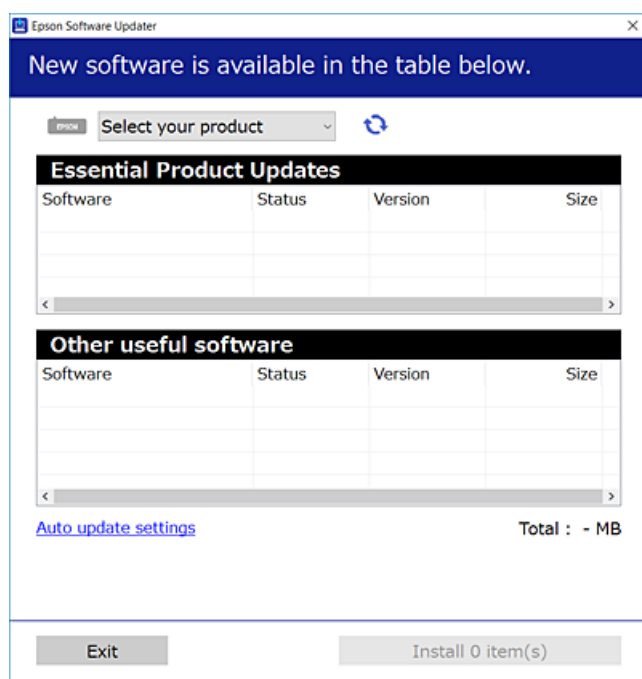 Epson Software Updater
New software is available in the table below.
EPSON Select your product
Essential Product Updates
Software Status Version Size
Other useful software
Software Status Version Size
Auto update settings Total : - MB
Exit Install 0 item(s)